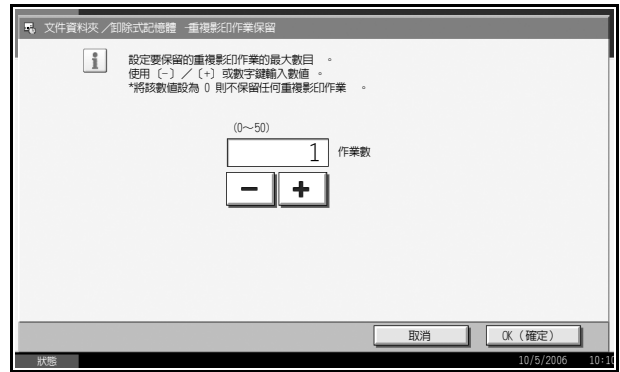 文件資料夾／卸除式記憶體 -重複影印作業保留
設定要保留的重複影印作業的最大數目 。
使用〔-〕／〔+〕或數字鍵輸入數值 。
*將該數值設為 0 則不保留任何重複影印作業 。
(0～50)
1 作業數
− +
取消 OK（確定）
狀態 10/5/2006 10:10